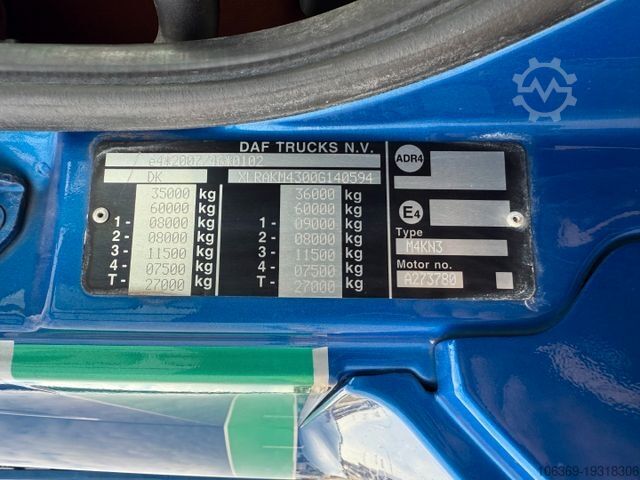 DAF TRUCKS N.V.
e4*2007/46*0102
/ DK XLRAKM4300G140594
35000 kg 36000 kg
60000 kg 60000 kg
1- 08000 kg 1- 09000 kg
2- 08000 kg 2- 08000 kg
3- 11500 kg 3- 11500 kg
4- 07500 kg 4- 07500 kg
T- 27000 kg T- 27000 kg
ADR4
E4
Type
M4KN3
Motor no.
A273780
M
106369-19318306